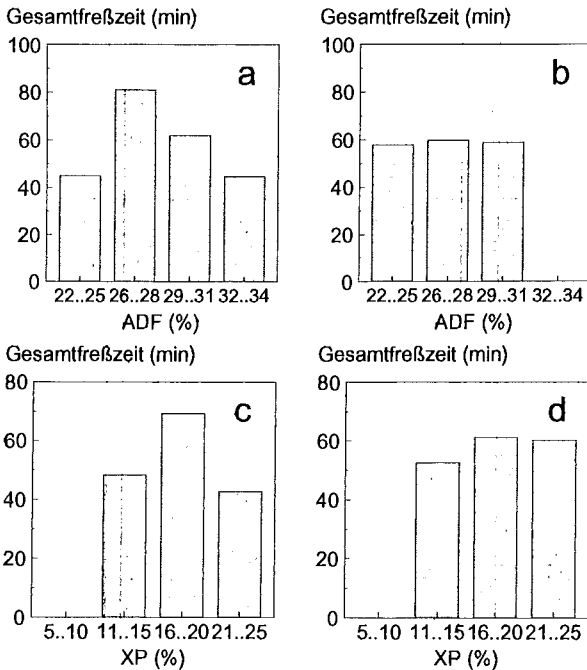 Gesamtfreßzeit (min)
100
80
60
40
20
0
a
22..25 26..28 29..31 32..34
ADF (%)
Gesamtfreßzeit (min)
100
80
60
40
20
0
b
22..25 26..28 29..31 32..34
ADF (%)
Gesamtfreßzeit (min)
80
60
40
20
0
c
5..10 11..15 16..20 21..25
XP (%)
Gesamtfreßzeit (min)
80
60
40
20
0
d
5..10 11..15 16..20 21..25
XP (%)